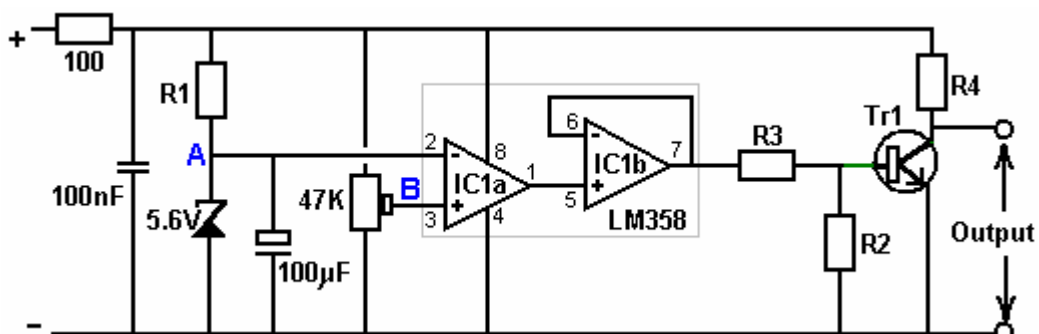 +
100
R1
R4
Tr1
A
2
-
8
6
-
7
R3
IC1a
1
IC1b
100nF
47K
B
3
+
4
5
+
5.6V
LM358
R2
Output
100µF
-